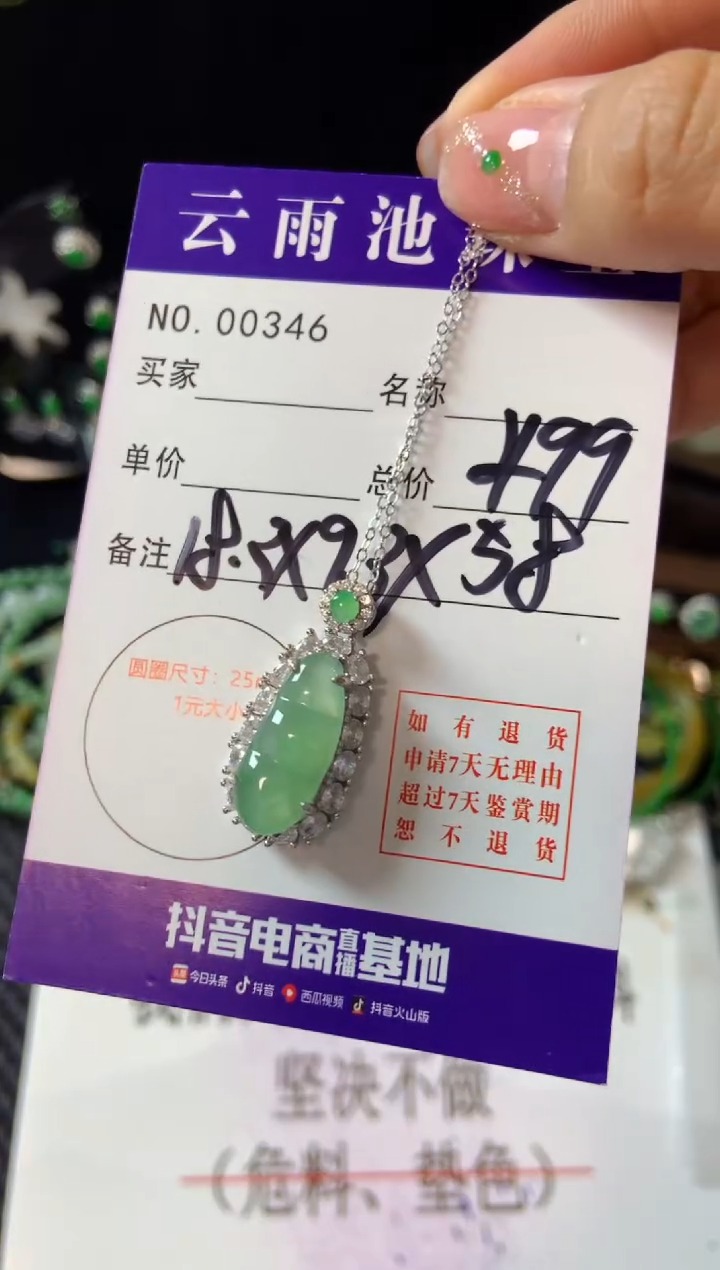 云雨池
NO. 00346
买家 名称
单价 总价 ¥499
备注 18.5X9.3X58
圆圈尺寸：25
1元大小
如有退货
申请7天无理由
超过7天鉴赏期
恕不退货
抖音电商直播基地
头条 今日头条 抖音 西瓜视频 抖音火山版
坚决不做
（危料、垫色）